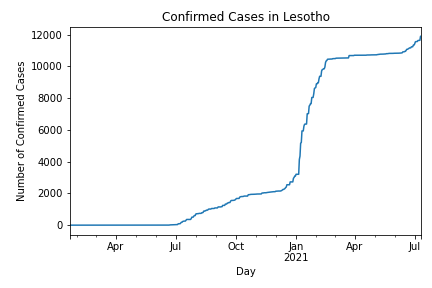 Confirmed Cases in Lesotho
12000
10000
8000
6000
4000
2000
0
Number of Confirmed Cases
Apr Jul Oct Jan Apr Jul
2021
Day